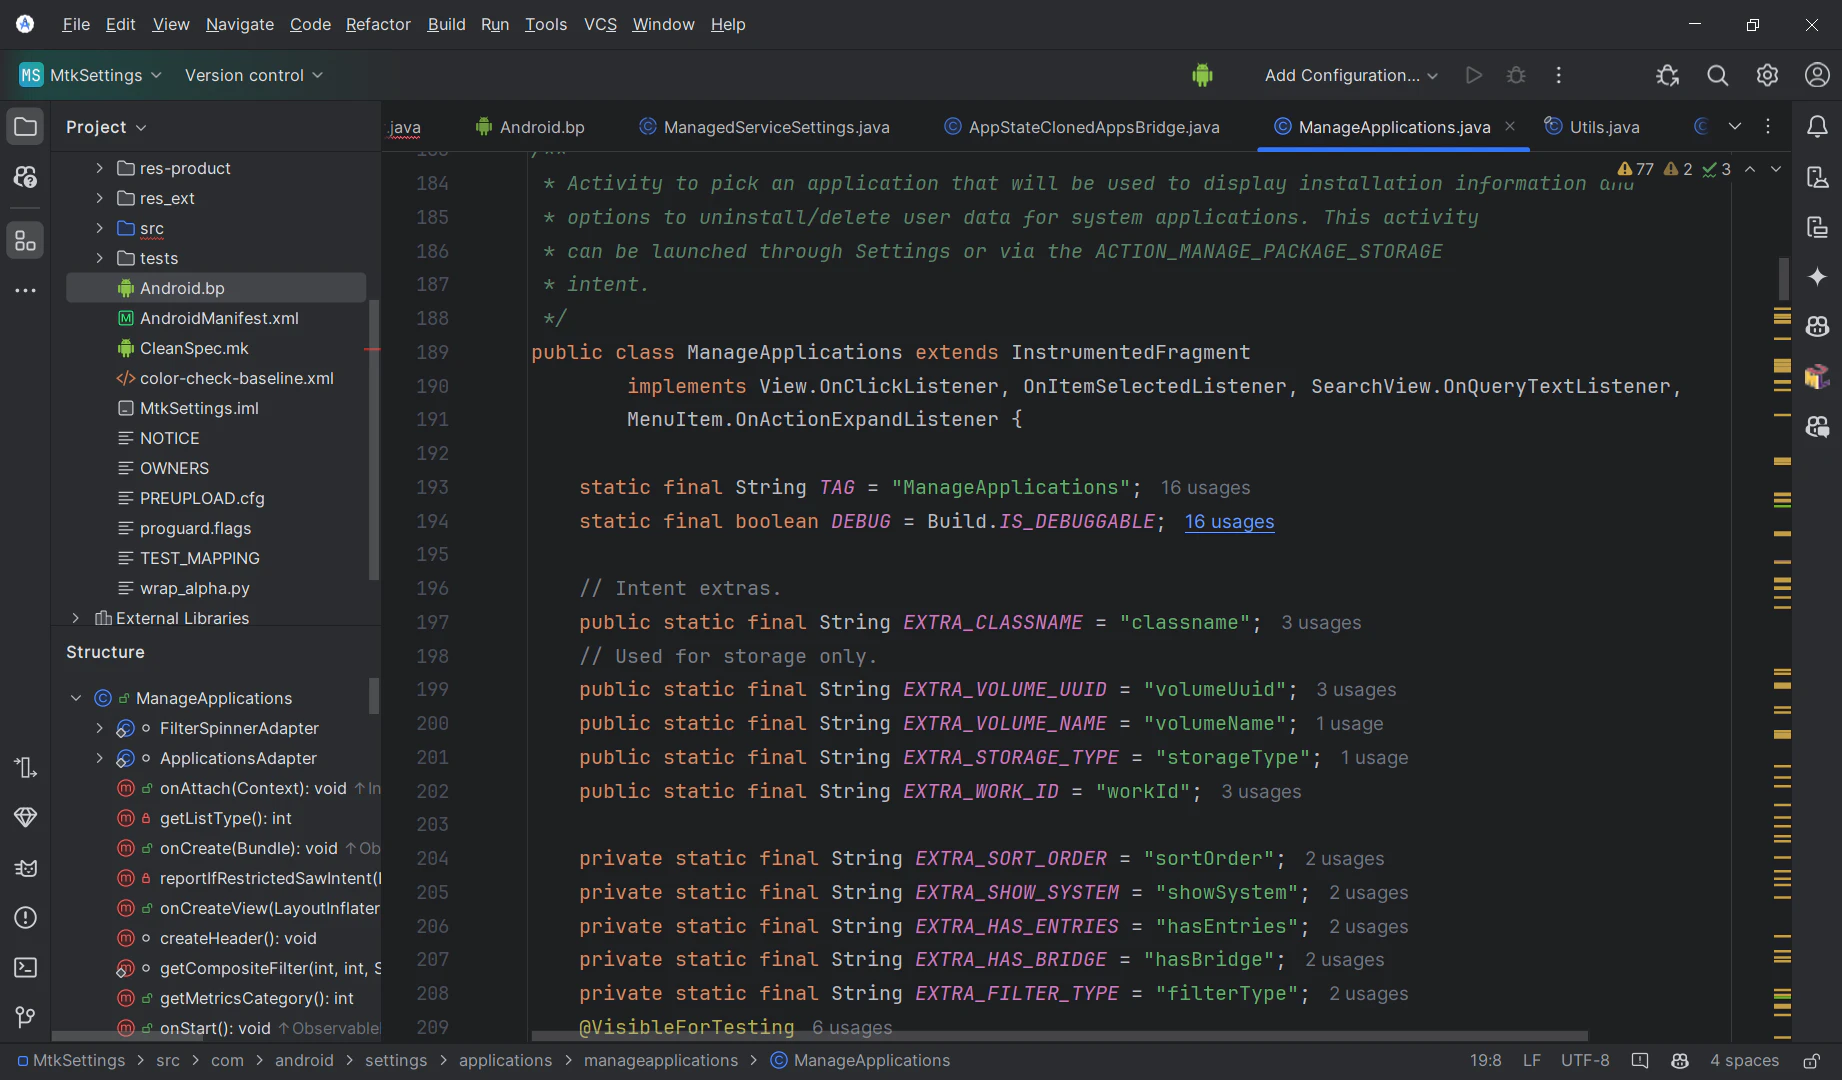 File Edit View Navigate Code Refactor Build Run Tools VCS Window Help
MS MtkSettings Version control Add Configuration...
Project
.java Android.bp ManagedServiceSettings.java AppStateClonedAppsBridge.java ManageApplications.java Utils.java
77 2 3
res-product
res_ext
src
tests
Android.bp
AndroidManifest.xml
CleanSpec.mk
color-check-baseline.xml
MtkSettings.iml
NOTICE
OWNERS
PREUPLOAD.cfg
proguard.flags
TEST_MAPPING
wrap_alpha.py
External Libraries
Structure
ManageApplications
FilterSpinnerAdapter
ApplicationsAdapter
onAttach(Context): void ↑In
getListType(): int
onCreate(Bundle): void ↑Ob
reportIfRestrictedSawIntent(I
onCreateView(LayoutInflater
createHeader(): void
getCompositeFilter(int, int, S
getMetricsCategory(): int
onStart(): void ↑Observable
/**
184 * Activity to pick an application that will be used to display installation information and
185 * options to uninstall/delete user data for system applications. This activity
186 * can be launched through Settings or via the ACTION_MANAGE_PACKAGE_STORAGE
187 * intent.
188 */
189 public class ManageApplications extends InstrumentedFragment
190 implements View.OnClickListener, OnItemSelectedListener, SearchView.OnQueryTextListener,
191 MenuItem.OnActionExpandListener {
192
193 static final String TAG = "ManageApplications"; 16 usages
194 static final boolean DEBUG = Build.IS_DEBUGGABLE; 16 usages
195
196 // Intent extras.
197 public static final String EXTRA_CLASSNAME = "classname"; 3 usages
198 // Used for storage only.
199 public static final String EXTRA_VOLUME_UUID = "volumeUuid"; 3 usages
200 public static final String EXTRA_VOLUME_NAME = "volumeName"; 1 usage
201 public static final String EXTRA_STORAGE_TYPE = "storageType"; 1 usage
202 public static final String EXTRA_WORK_ID = "workId"; 3 usages
203
204 private static final String EXTRA_SORT_ORDER = "sortOrder"; 2 usages
205 private static final String EXTRA_SHOW_SYSTEM = "showSystem"; 2 usages
206 private static final String EXTRA_HAS_ENTRIES = "hasEntries"; 2 usages
207 private static final String EXTRA_HAS_BRIDGE = "hasBridge"; 2 usages
208 private static final String EXTRA_FILTER_TYPE = "filterType"; 2 usages
209 @VisibleForTesting 6 usages
MtkSettings > src > com > android > settings > applications > manageapplications > ManageApplications
19:8 LF UTF-8 4 spaces